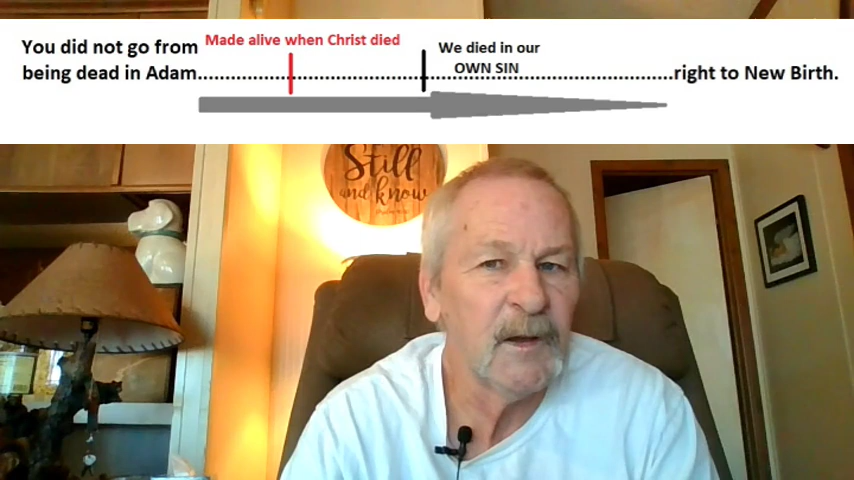 You did not go from Made alive when Christ died We died in our
OWN SIN
being dead in Adam....................................................................................right to New Birth.
Still
and know